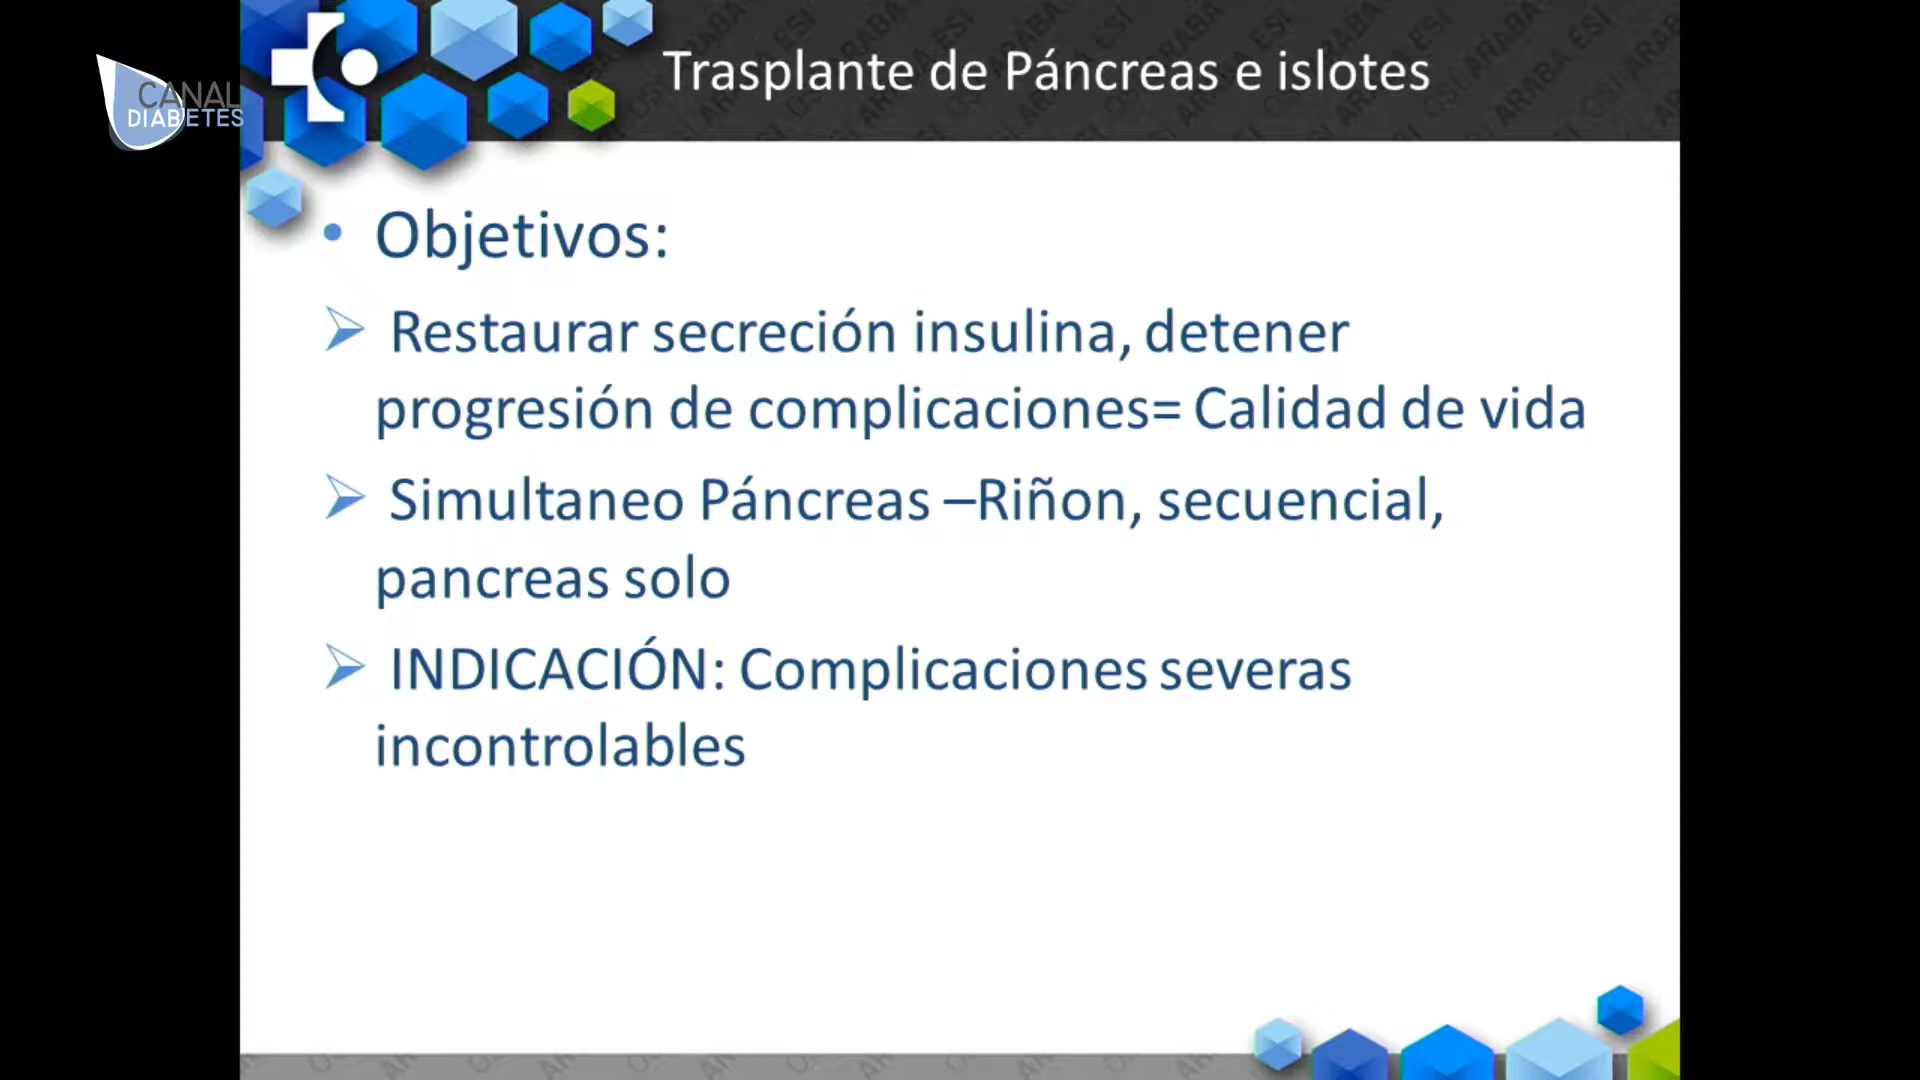 CANAL
DIABETES
Trasplante de Páncreas e islotes
• Objetivos:
➢ Restaurar secreción insulina, detener
progresión de complicaciones= Calidad de vida
➢ Simultaneo Páncreas –Riñon, secuencial,
pancreas solo
➢ INDICACIÓN: Complicaciones severas
incontrolables